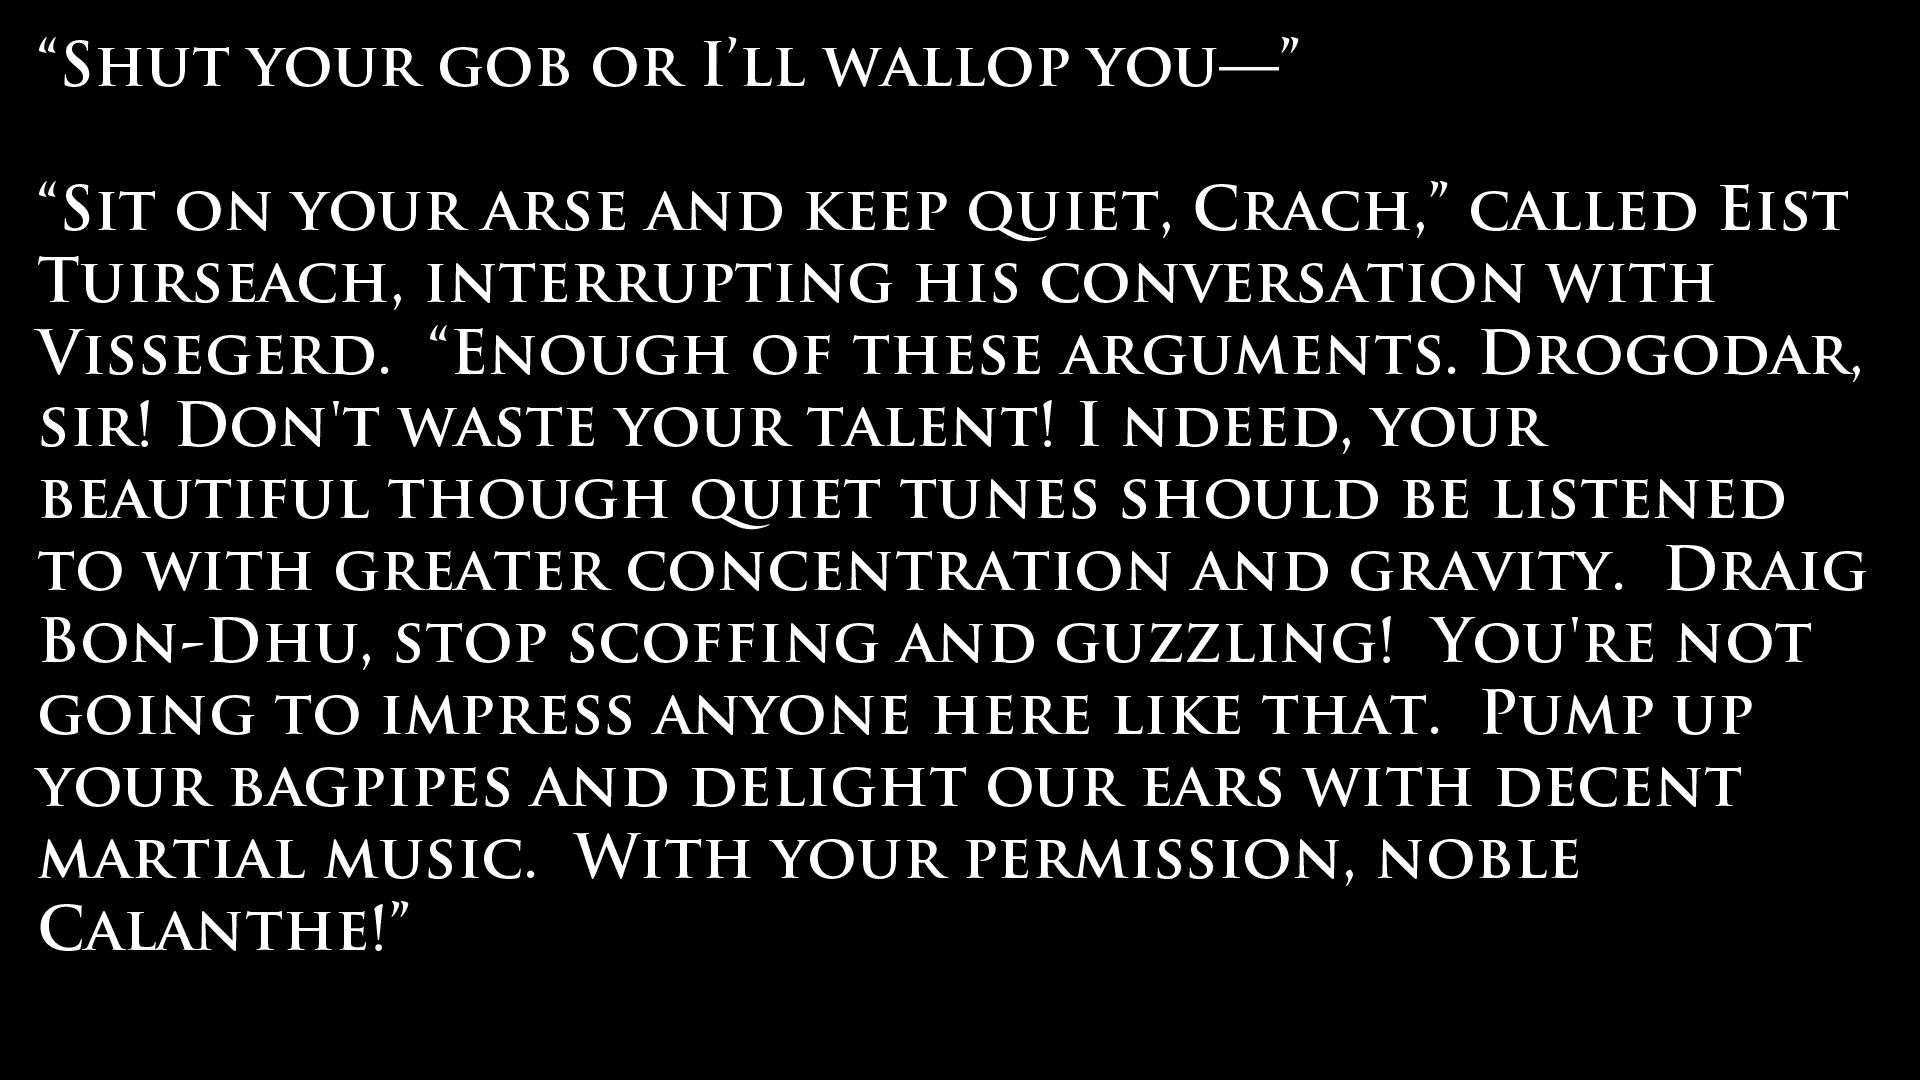 “Shut your gob or I’ll wallop you—”
“Sit on your arse and keep quiet, Crach,” called Eist
Tuirseach, interrupting his conversation with
Vissegerd.  “Enough of these arguments. Drogodar,
sir! Don't waste your talent! I ndeed, your
beautiful though quiet tunes should be listened
to with greater concentration and gravity.  Draig
Bon-Dhu, stop scoffing and guzzling!  You're not
going to impress anyone here like that.  Pump up
your bagpipes and delight our ears with decent
martial music.  With your permission, noble
Calanthe!”